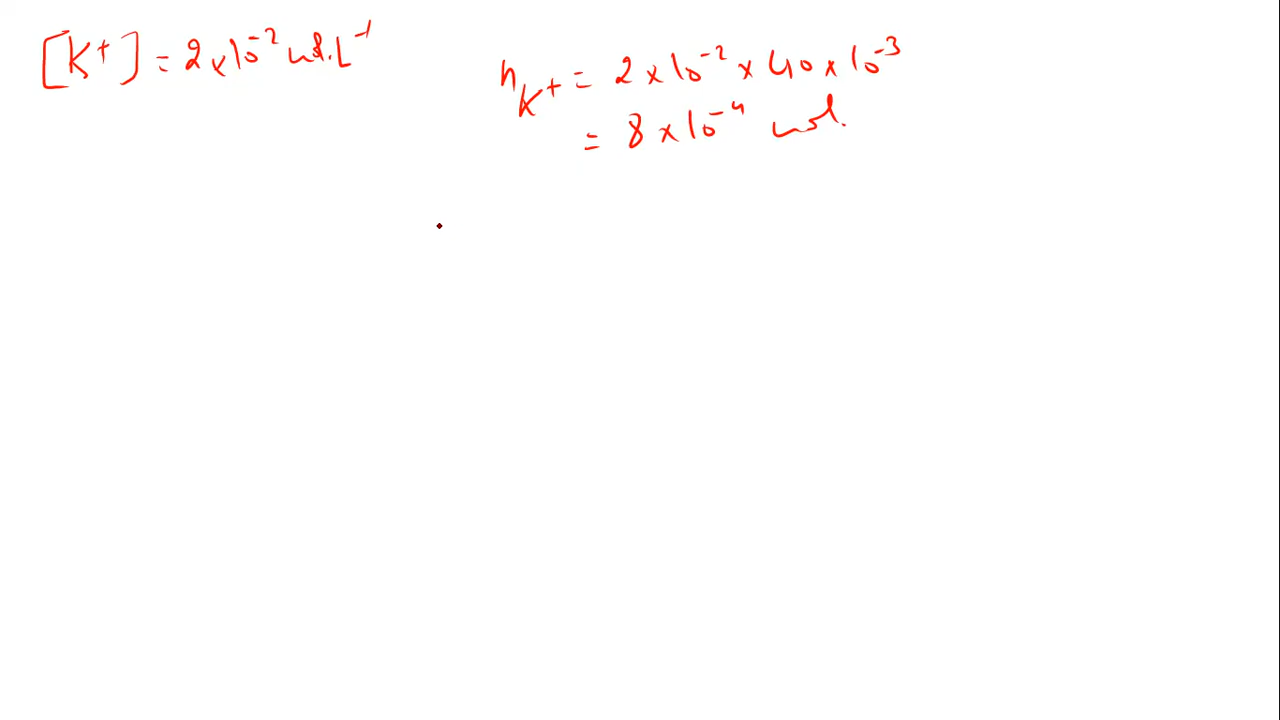 [K⁺] = 2 × 10⁻² mol.L⁻¹
n_K⁺ = 2 × 10⁻² × 40 × 10⁻³
= 8 × 10⁻⁴ mol.